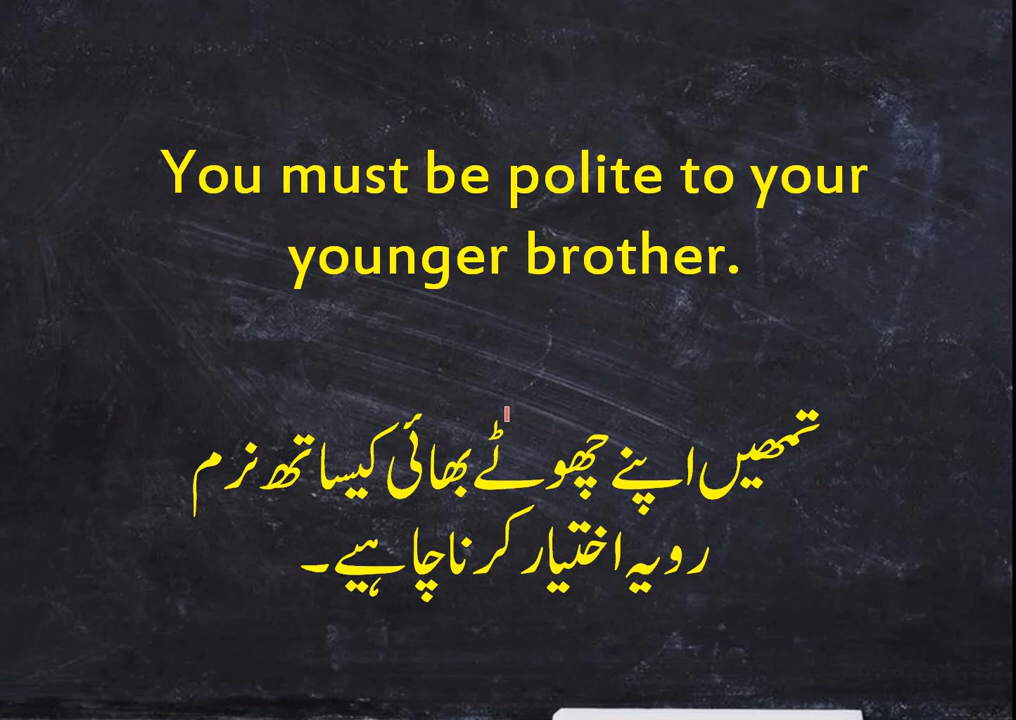 You must be polite to your
younger brother.
تمھیں اپنے چھوٹے بھائی کیساتھ نرم
رویہ اختیار کرنا چاہیے۔